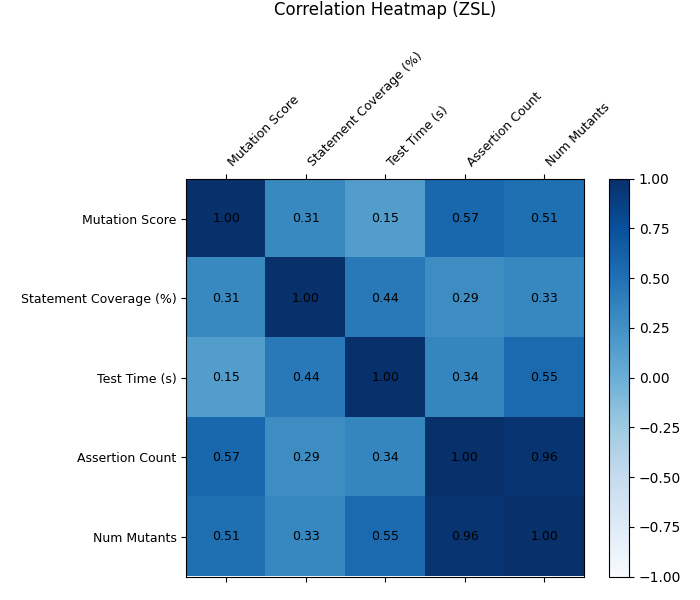 Correlation Heatmap (ZSL)
Mutation Score
Statement Coverage (%)
Test Time (s)
Assertion Count
Num Mutants
Mutation Score 1.00 0.31 0.15 0.57 0.51
Statement Coverage (%) 0.31 1.00 0.44 0.29 0.33
Test Time (s) 0.15 0.44 1.00 0.34 0.55
Assertion Count 0.57 0.29 0.34 1.00 0.96
Num Mutants 0.51 0.33 0.55 0.96 1.00
1.00
0.75
0.50
0.25
0.00
−0.25
−0.50
−0.75
−1.00